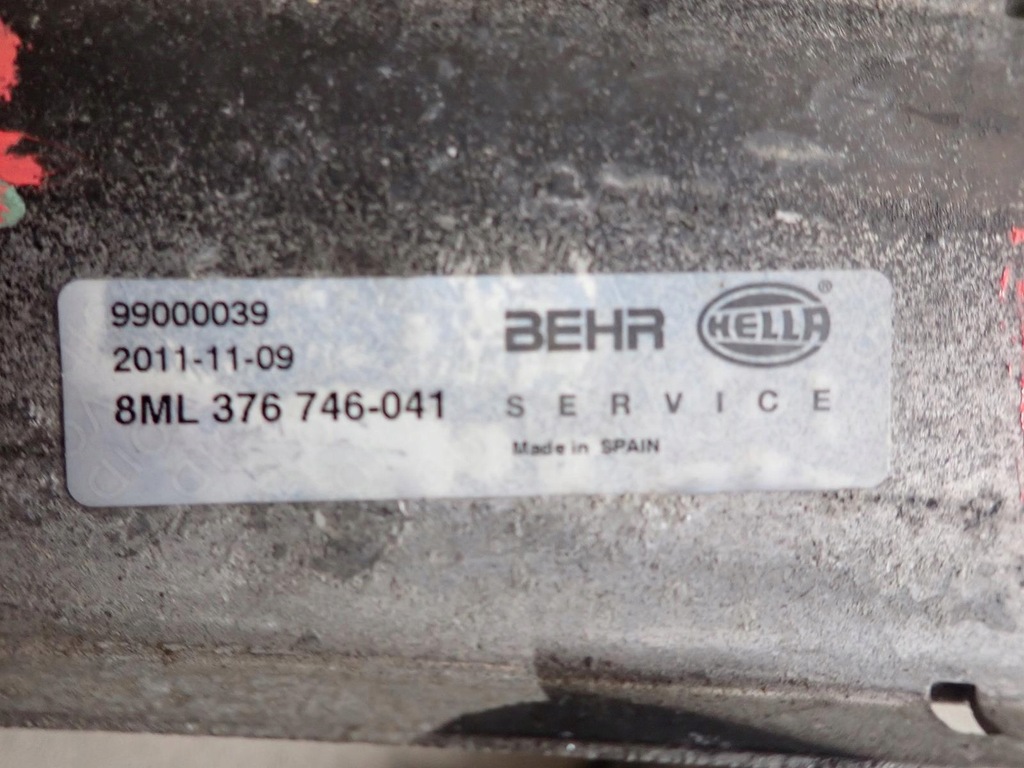 99000039
2011-11-09
8ML 376 746-041
BEHR HELLA®
SERVICE
Made in SPAIN